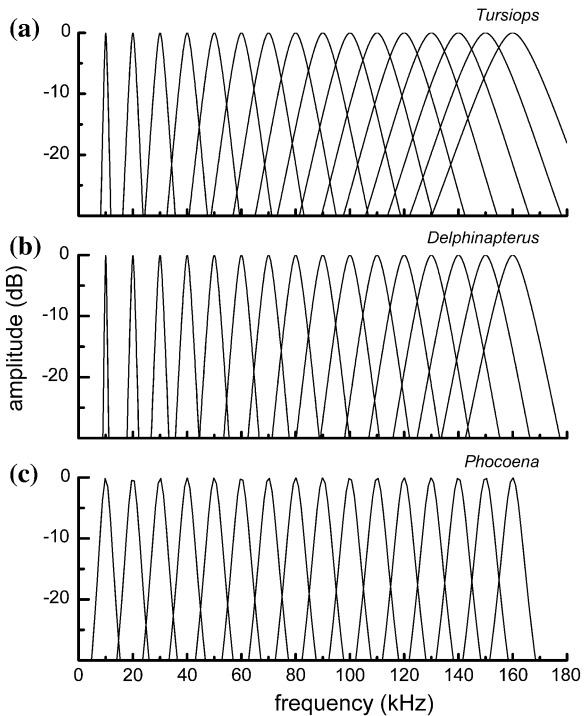 (a)
Tursiops
0
-10
-20
(b)
Delphinapterus
0
-10
-20
amplitude (dB)
(c)
Phocoena
0
-10
-20
0 20 40 60 80 100 120 140 160 180
frequency (kHz)